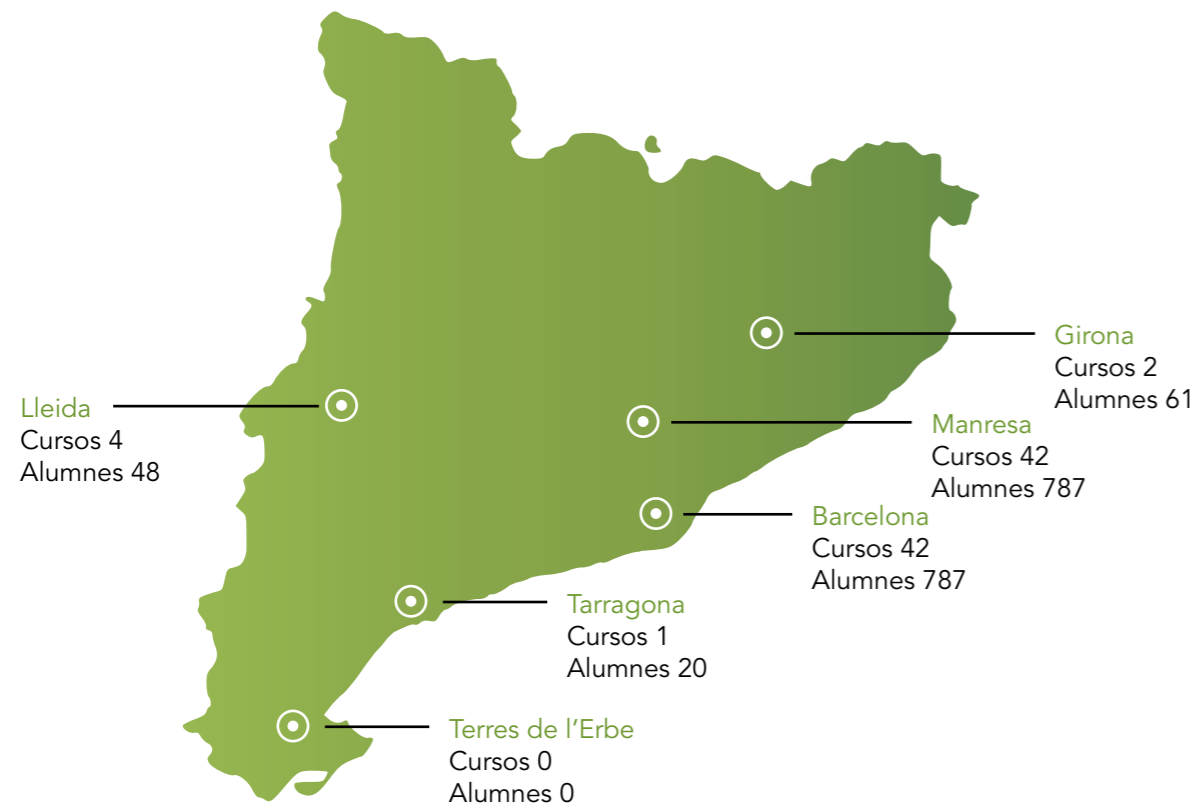 Girona
Cursos 2
Alumnes 61
Lleida
Cursos 4
Alumnes 48
Manresa
Cursos 42
Alumnes 787
Barcelona
Cursos 42
Alumnes 787
Tarragona
Cursos 1
Alumnes 20
Terres de l’Erbe
Cursos 0
Alumnes 0